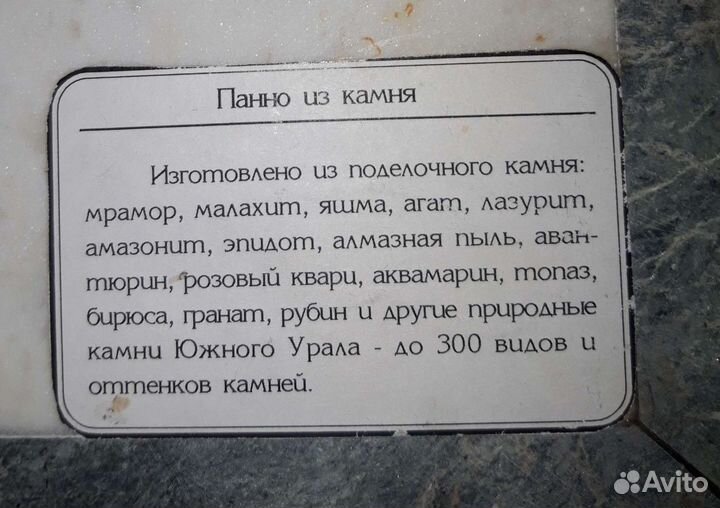 Панно из камня
Изготовлено из поделочного камня:
мрамор, малахит, яшма, агат, лазурит,
амазонит, эпидот, алмазная пыль, аван-
тюрин, розовый кварц, аквамарин, топаз,
бирюса, гранат, рубин и другие природные
камни Южного Урала - до 300 видов и
оттенков камней.
Avito